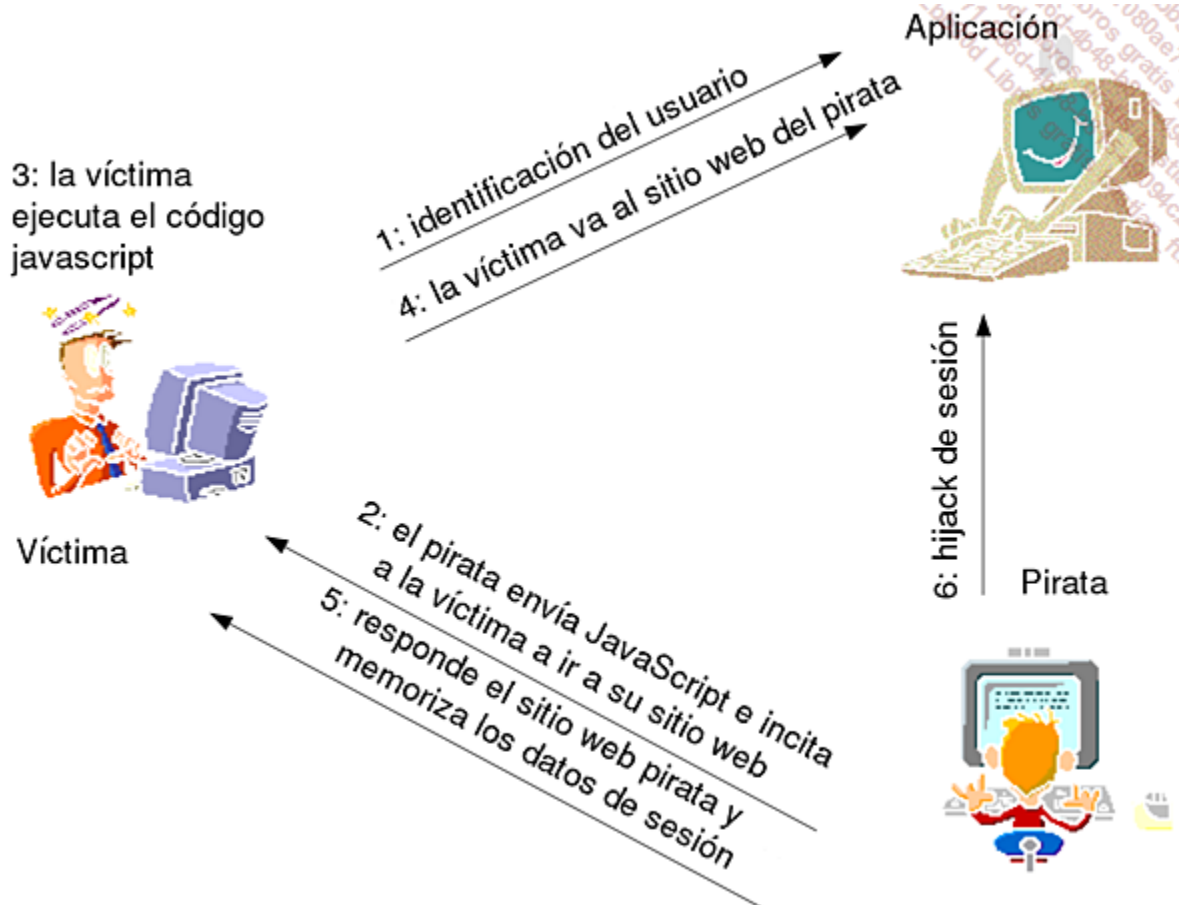 Aplicación
1: identificación del usuario
4: la víctima va al sitio web del pirata
3: la víctima
ejecuta el código
javascript
Víctima
2: el pirata envía JavaScript e incita
a la víctima a ir a su sitio web
5: responde el sitio web pirata y
memoriza los datos de sesión
6: hijack de sesión
Pirata